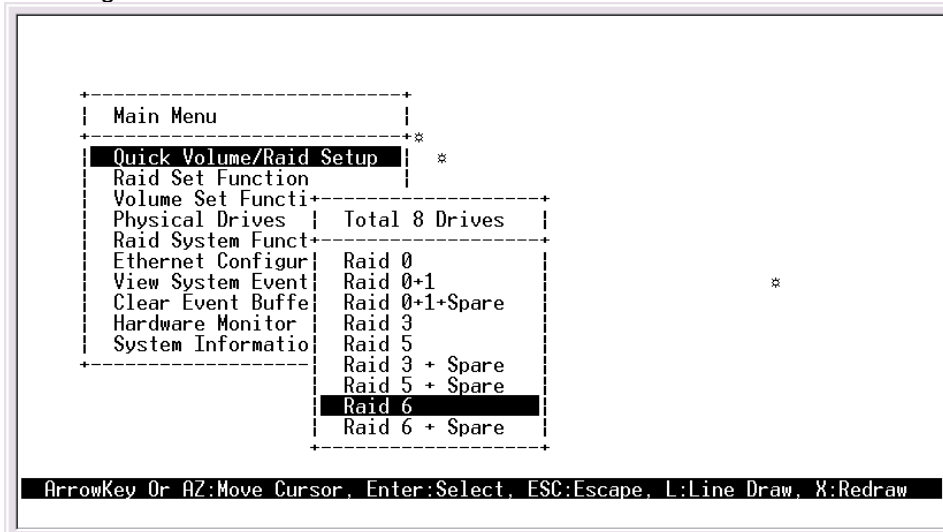 Main Menu
Quick Volume/Raid Setup
Raid Set Function
Volume Set Functi
Physical Drives
Raid System Funct
Ethernet Configur
View System Event
Clear Event Buffe
Hardware Monitor
System Informatio
Total 8 Drives
Raid 0
Raid 0+1
Raid 0+1+Spare
Raid 3
Raid 5
Raid 3 + Spare
Raid 5 + Spare
Raid 6
Raid 6 + Spare
ArrowKey Or AZ:Move Cursor, Enter:Select, ESC:Escape, L:Line Draw, X:Redraw